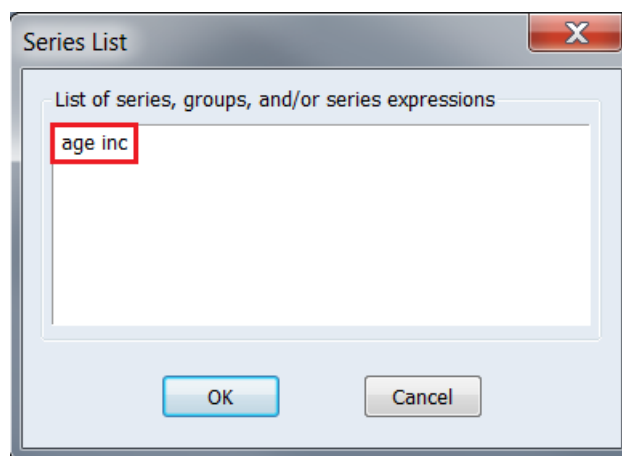 Series List
X
List of series, groups, and/or series expressions
age inc
OK
Cancel